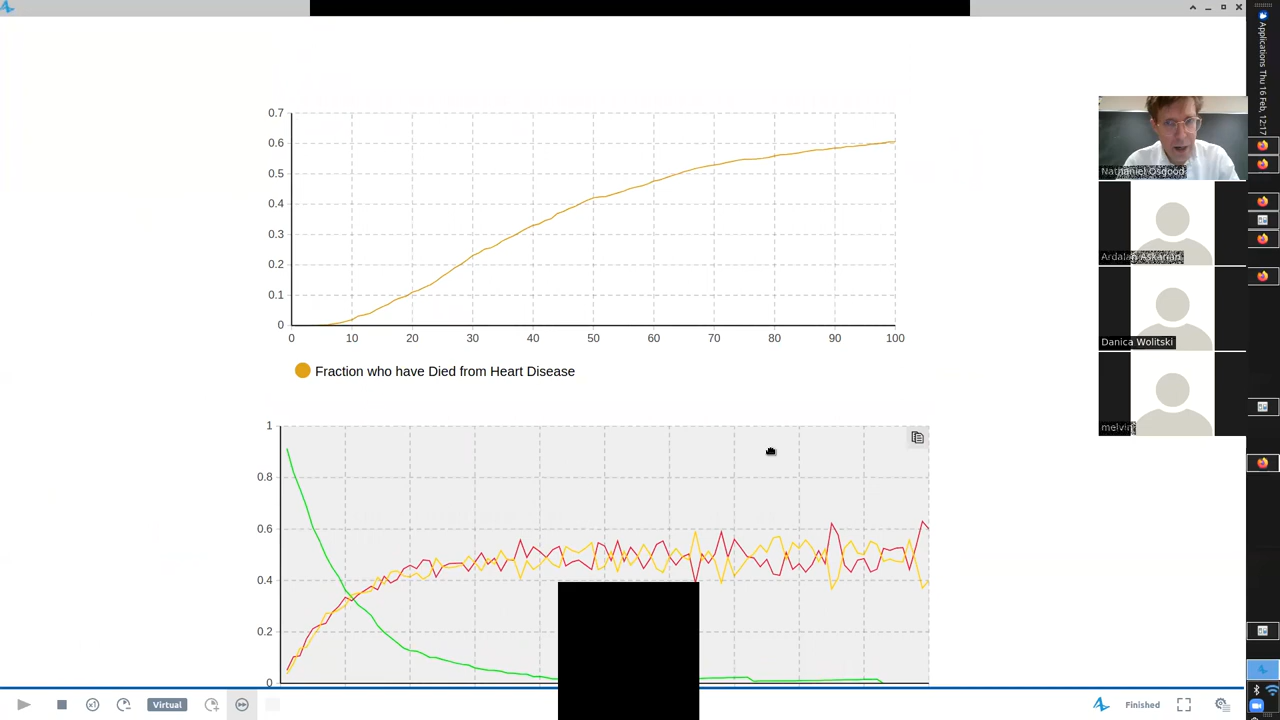 0.7
0.6
0.5
0.4
0.3
0.2
0.1
0
0 10 20 30 40 50 60 70 80 90 100
Fraction who have Died from Heart Disease
1
0.8
0.6
0.4
0.2
0
x1
Virtual
Finished
Nathaniel Osgood
Ardalan Askarian
Danica Wolitski
melvin
Applications Thu 16 Feb, 12:17